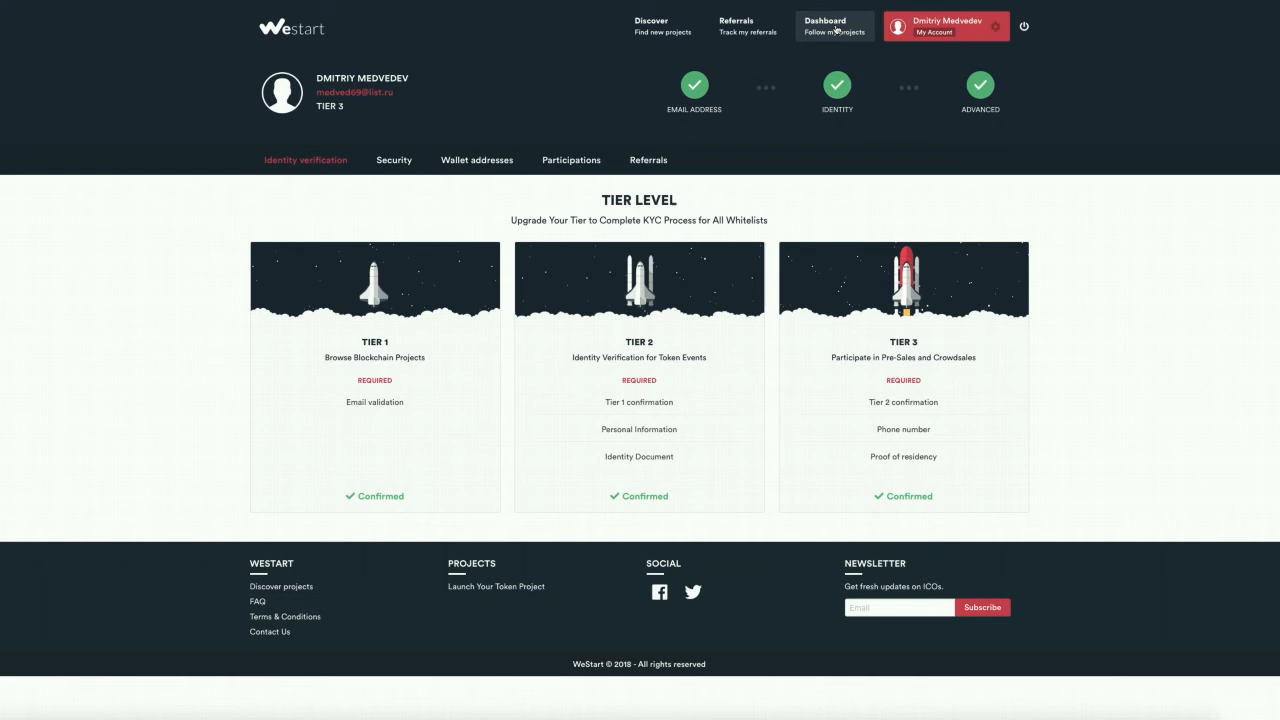 Westart
Discover
Find new projects
Referrals
Track my referrals
Dashboard
Follow my projects
Dmitriy Medvedev
My Account
DMITRIY MEDVEDEV
medved69@list.ru
TIER 3
EMAIL ADDRESS
IDENTITY
ADVANCED
Identity verification
Security
Wallet addresses
Participations
Referrals
TIER LEVEL
Upgrade Your Tier to Complete KYC Process for All Whitelists
TIER 1
Browse Blockchain Projects
REQUIRED
Email validation
Confirmed
TIER 2
Identity Verification for Token Events
REQUIRED
Tier 1 confirmation
Personal Information
Identity Document
Confirmed
TIER 3
Participate in Pre-Sales and Crowdsales
REQUIRED
Tier 2 confirmation
Phone number
Proof of residency
Confirmed
WESTART
Discover projects
FAQ
Terms & Conditions
Contact Us
PROJECTS
Launch Your Token Project
SOCIAL
NEWSLETTER
Get fresh updates on ICOs.
Email
Subscribe
WeStart © 2018 - All rights reserved